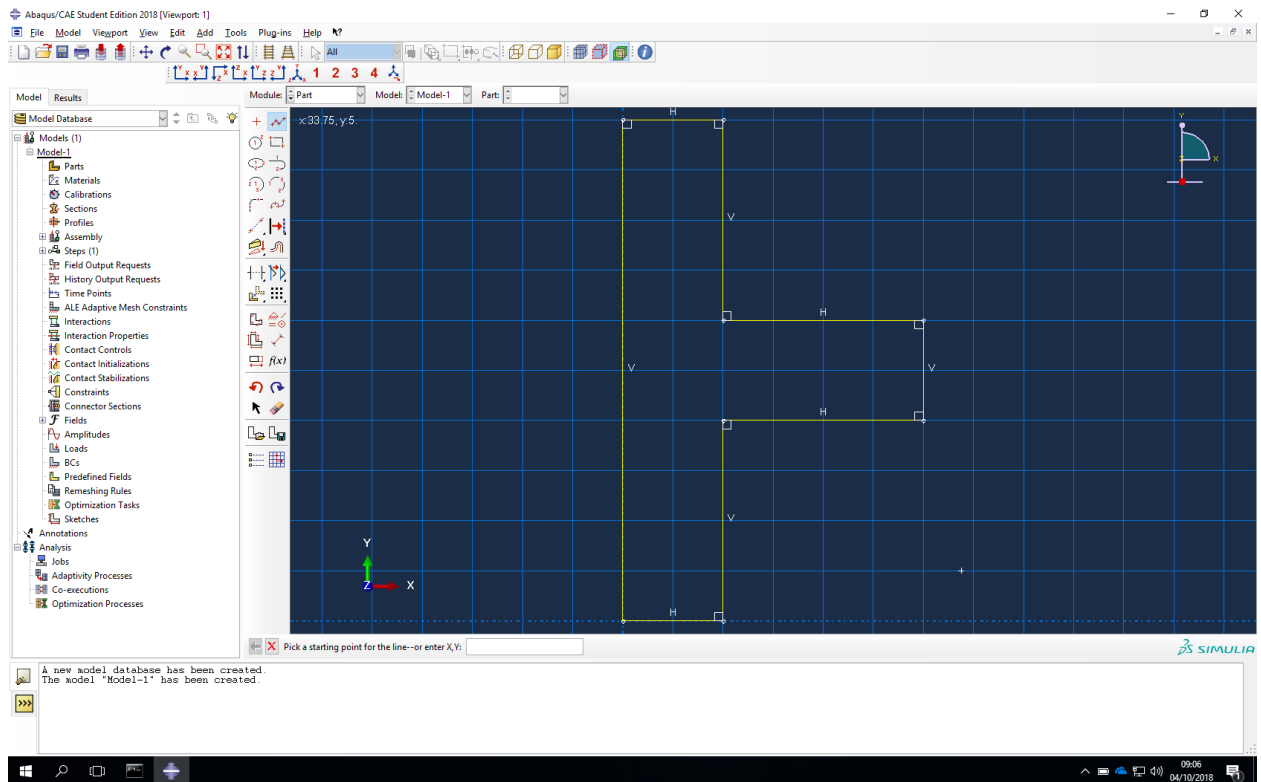 Abaqus/CAE Student Edition 2018 [Viewport: 1]
File Model Viewport View Edit Add Tools Plug-ins Help
All
1 2 3 4
Model Results
Module: Part Model: Model-1 Part:
Model Database
Models (1)
Model-1
Parts
Materials
Calibrations
Sections
Profiles
Assembly
Steps (1)
Field Output Requests
History Output Requests
Time Points
ALE Adaptive Mesh Constraints
Interactions
Interaction Properties
Contact Controls
Contact Initializations
Contact Stabilizations
Constraints
Connector Sections
Fields
Amplitudes
Loads
BCs
Predefined Fields
Remeshing Rules
Optimization Tasks
Sketches
Annotations
Analysis
Jobs
Adaptivity Processes
Co-executions
Optimization Processes
f(x)
x:33.75, y:5.
H
Y
Z X
V
H
V V
H
V
Y
Z X
H
Pick a starting point for the line--or enter X,Y:
SIMULIA
A new model database has been created.
The model "Model-1" has been created.
>>>
09:06
04/10/2018